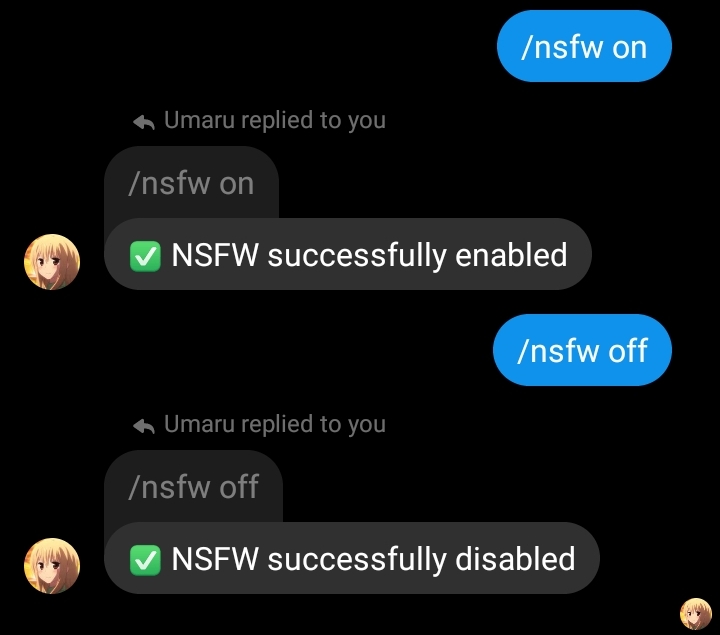 /nsfw on
Umaru replied to you
/nsfw on
✅ NSFW successfully enabled
/nsfw off
Umaru replied to you
/nsfw off
✅ NSFW successfully disabled